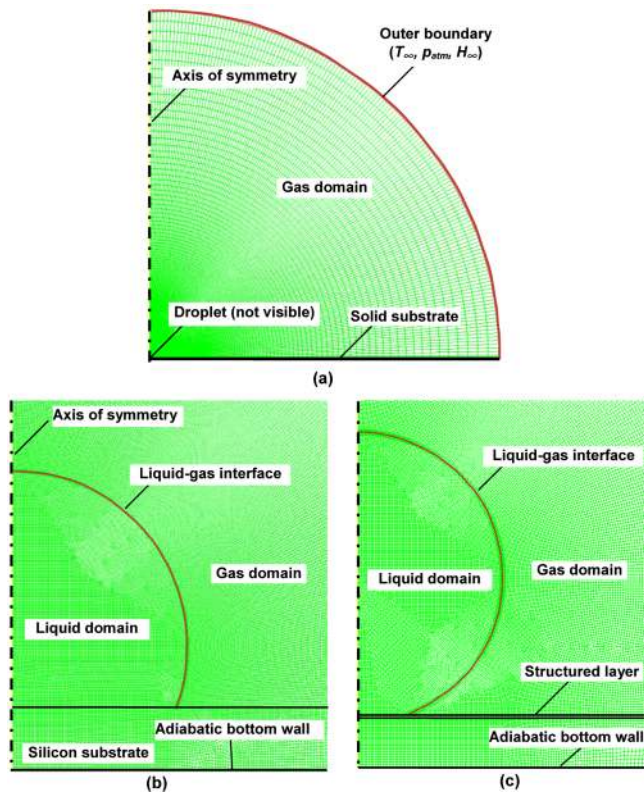 Outer boundary
(T∞, patm, H∞)
Axis of symmetry
Gas domain
Droplet (not visible)
Solid substrate
(a)
Axis of symmetry
Liquid-gas interface
Gas domain
Liquid domain
Adiabatic bottom wall
Silicon substrate
(b)
Liquid-gas interface
Gas domain
Liquid domain
Structured layer
Adiabatic bottom wall
(c)